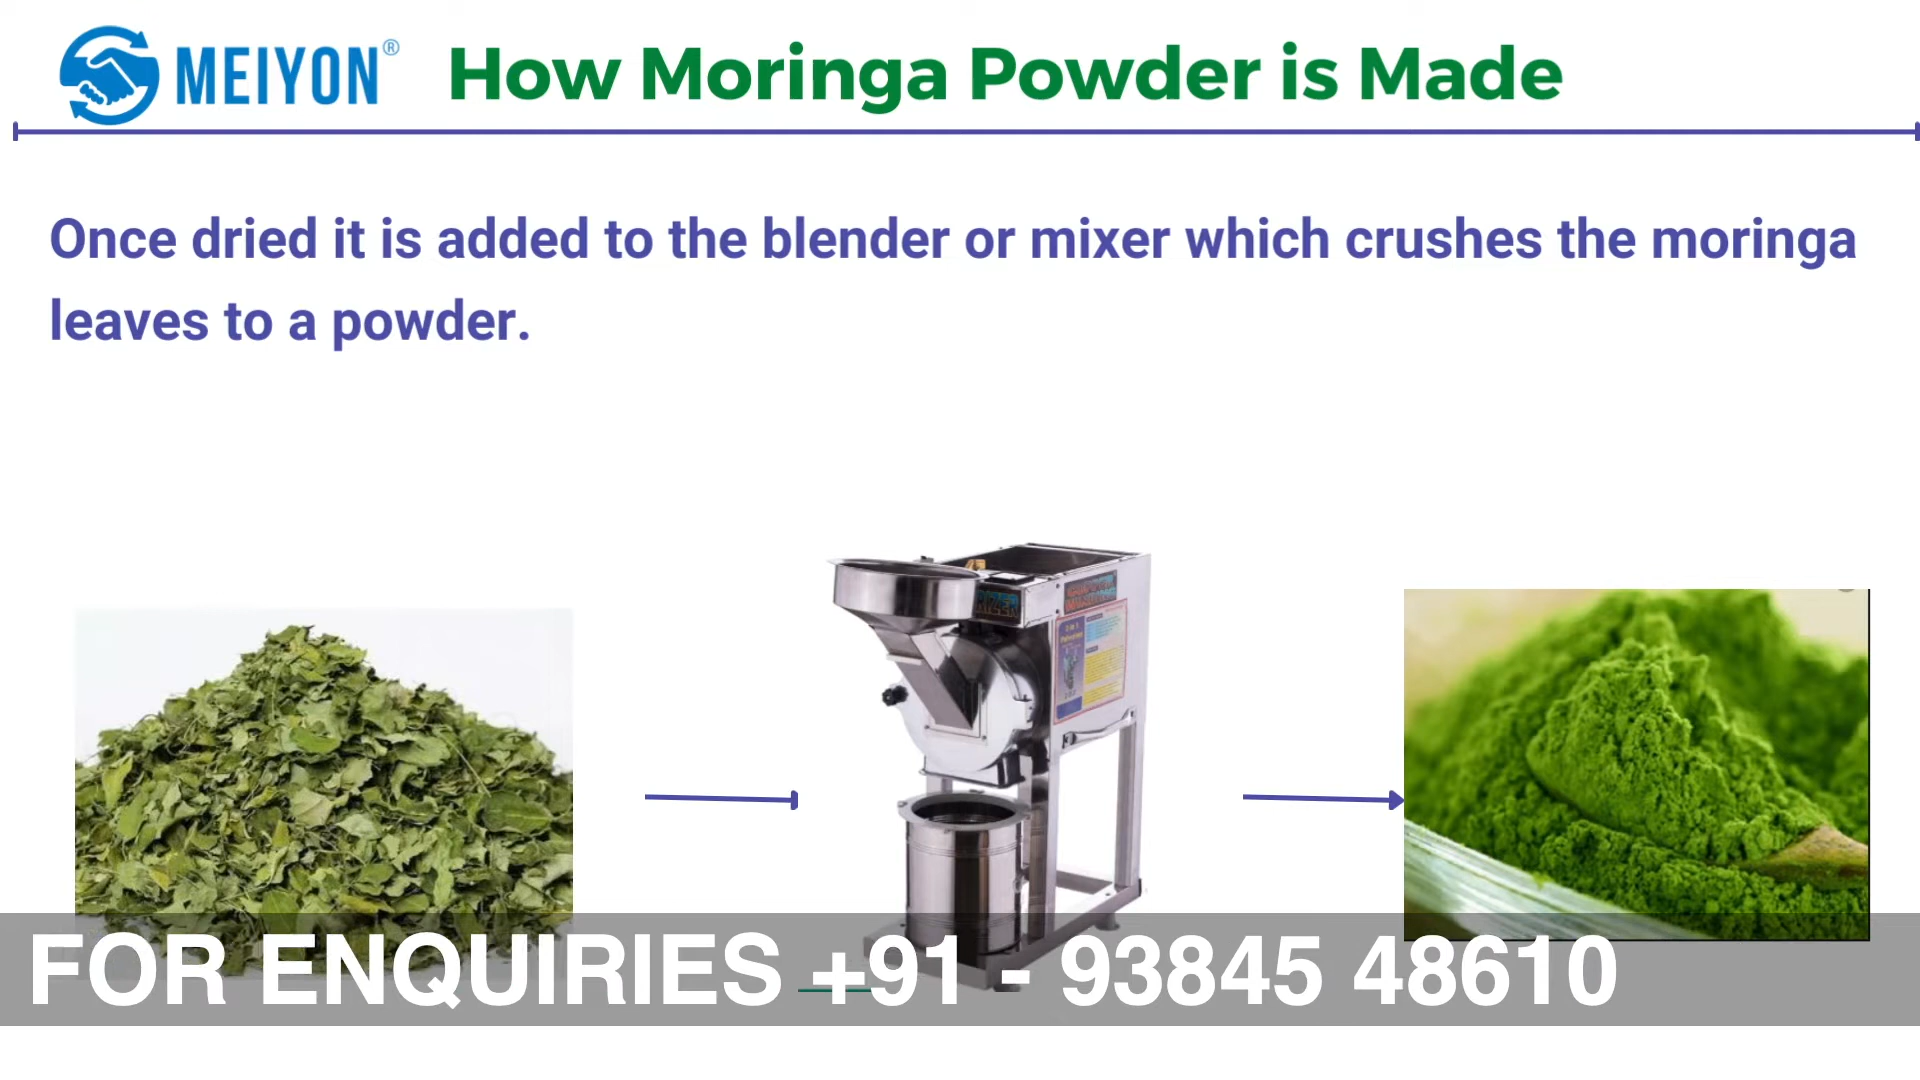 MEIYON®
How Moringa Powder is Made
Once dried it is added to the blender or mixer which crushes the moringa
leaves to a powder.
FOR ENQUIRIES +91 - 93845 48610